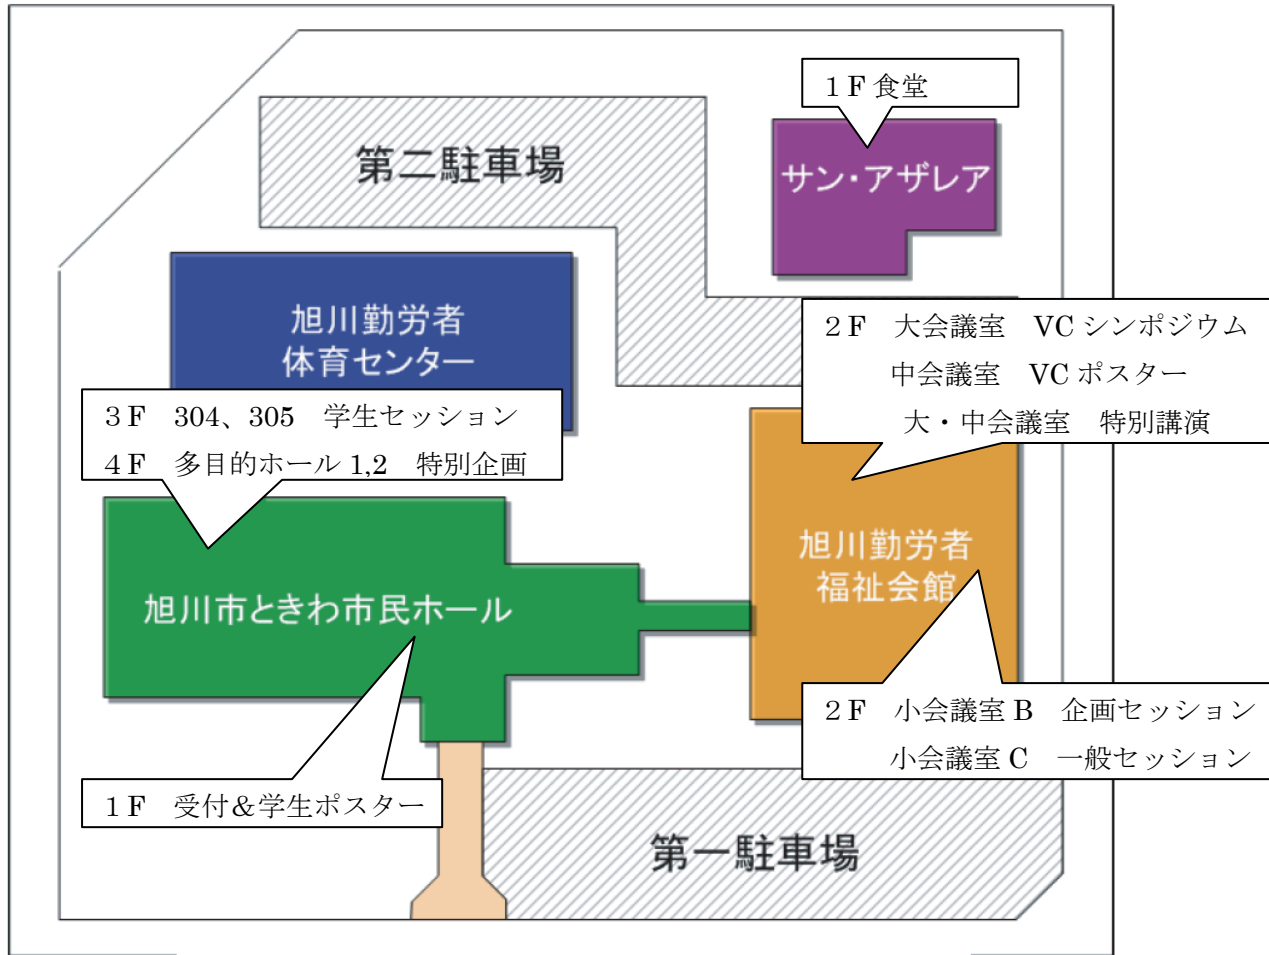 1F 食堂
第二駐車場
サン・アザレア
旭川勤労者
体育センター
2F 大会議室 VC シンポジウム
中会議室 VC ポスター
大・中会議室 特別講演
3F 304、305 学生セッション
4F 多目的ホール 1,2 特別企画
旭川勤労者
福祉会館
旭川市ときわ市民ホール
2F 小会議室 B 企画セッション
小会議室 C 一般セッション
1F 受付&学生ポスター
第一駐車場